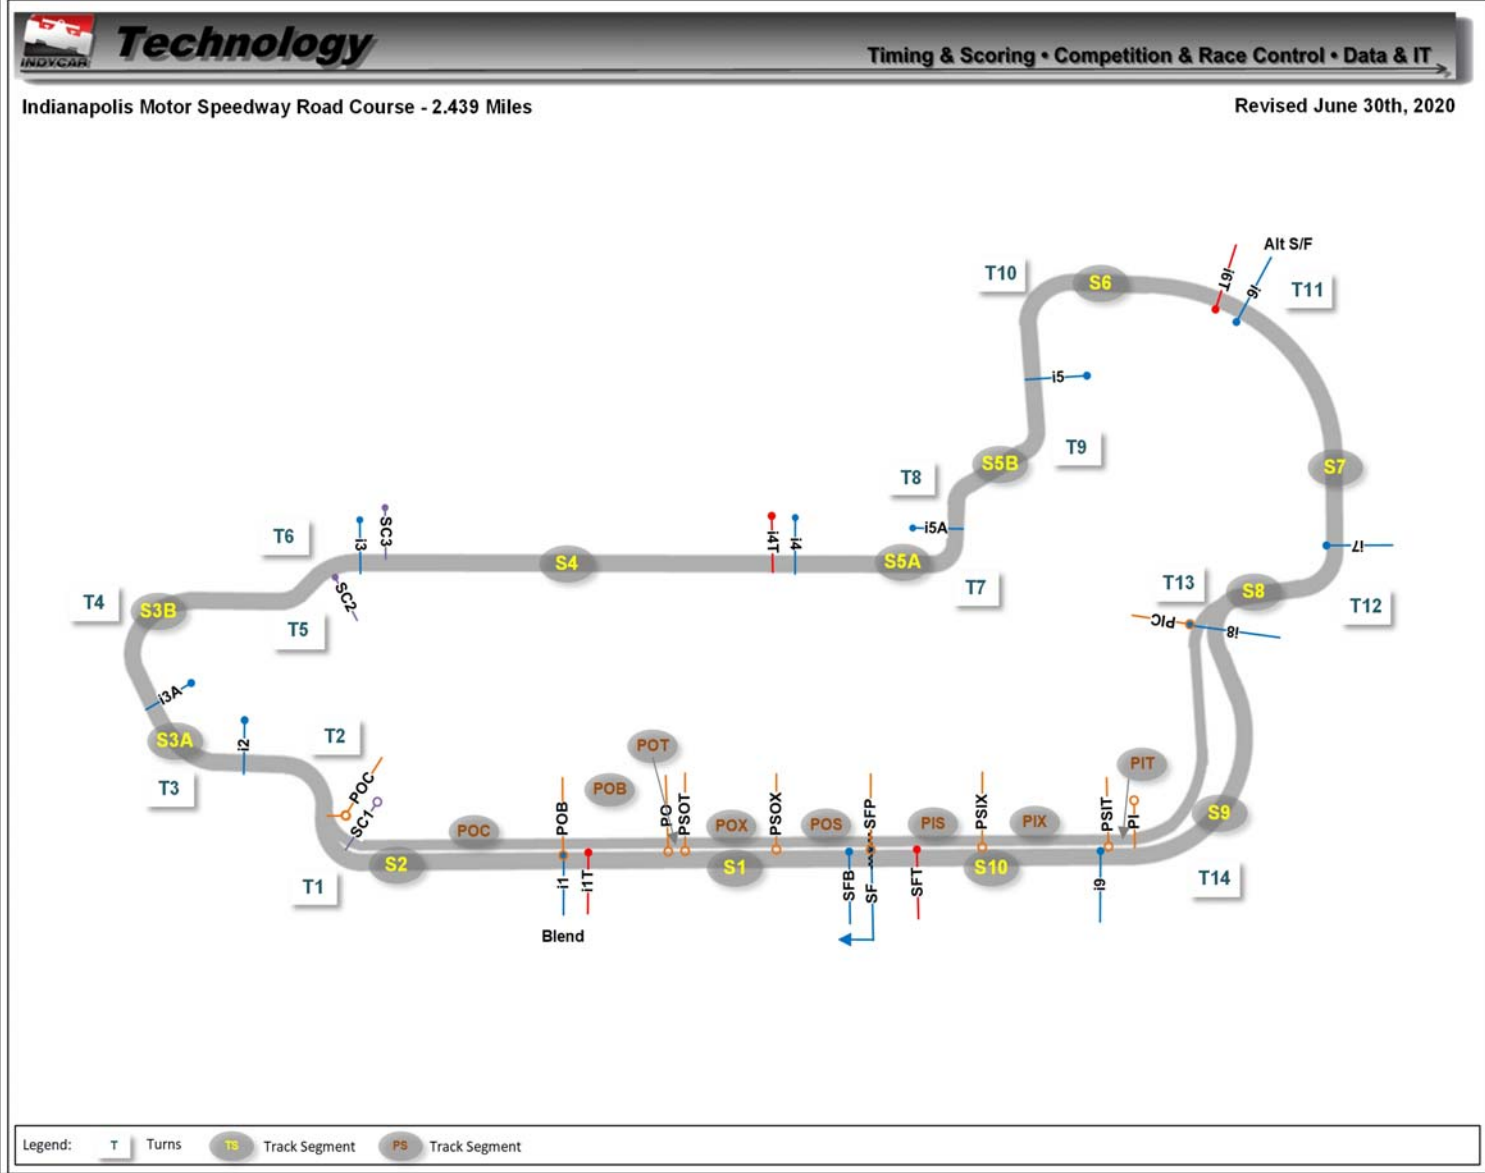 INDYCAR
Technology
Timing & Scoring • Competition & Race Control • Data & IT
Indianapolis Motor Speedway Road Course - 2.439 Miles
Revised June 30th, 2020
Alt S/F
i6T
i6
T10
S6
T11
i5
T9
S5B
S7
T8
i5A
SC3
i3
i4T
i4
T6
i7
S4
S5A
T7
T13
S8
T12
SC2
T4
S3B
T5
PIC
i8
i3A
T2
S3A
i2
T3
POT
PIT
POC
POB
SC1
POB
PO
PSOT
PSOX
SFP
PSIX
PSIT
PI
S9
POC
POX
POS
PIS
PIX
S2
S1
S10
T14
T1
i1
i1T
SFB
SF
SFT
i9
Blend
Legend:
T
Turns
TS
Track Segment
PS
Track Segment